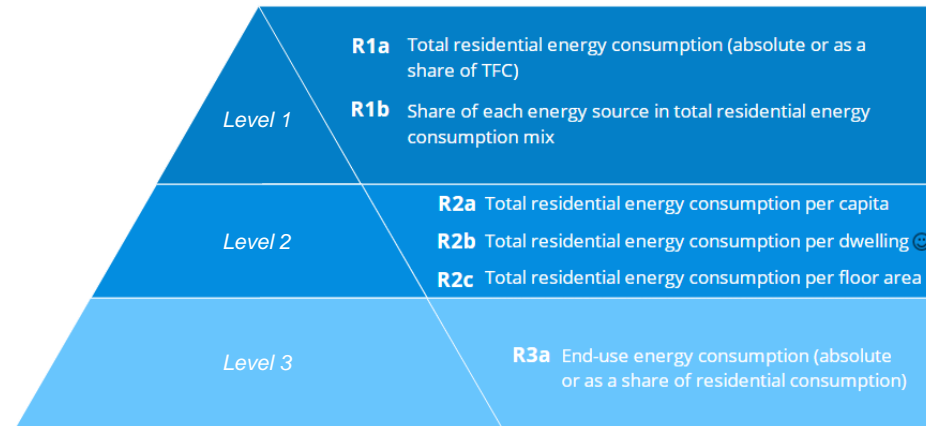 R1a Total residential energy consumption (absolute or as a
share of TFC)
Level 1
R1b Share of each energy source in total residential energy
consumption mix
R2a Total residential energy consumption per capita
Level 2
R2b Total residential energy consumption per dwelling
R2c Total residential energy consumption per floor area
Level 3
R3a End-use energy consumption (absolute
or as a share of residential consumption)